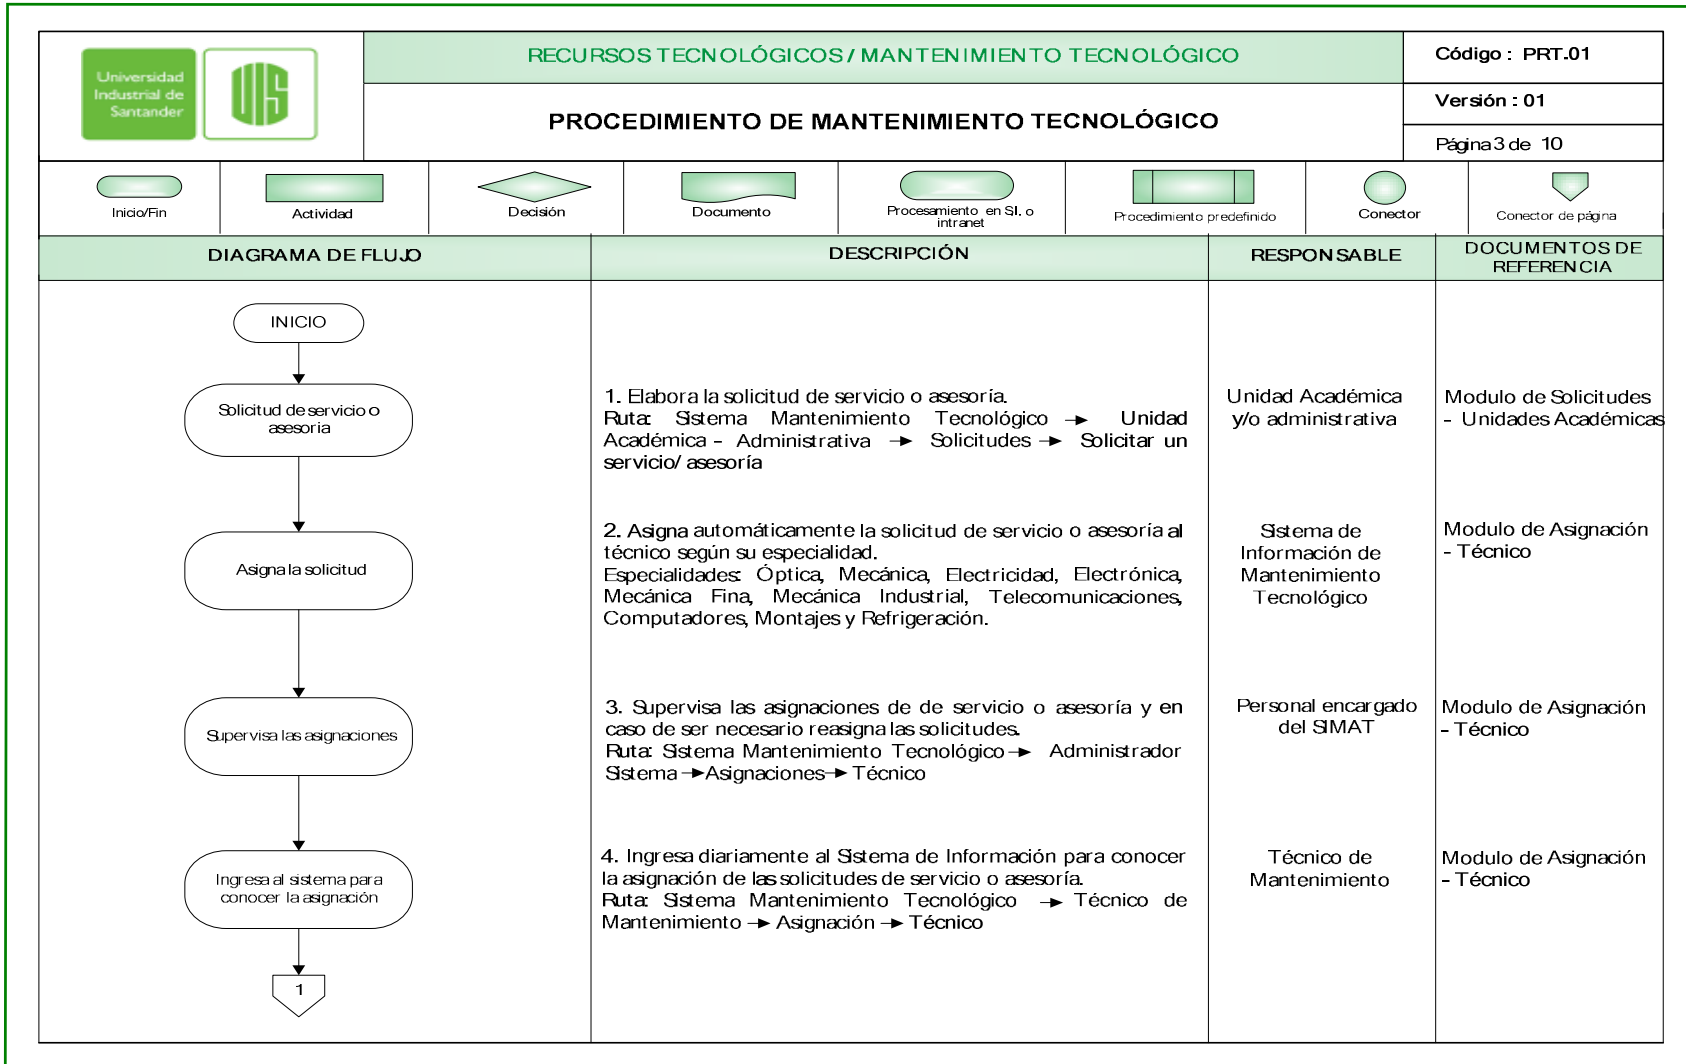 Universidad
Industrial de
Santander
UIS
RECURSOS TECNOLÓGICOS / MANTENIMIENTO TECNOLÓGICO
PROCEDIMIENTO DE MANTENIMIENTO TECNOLÓGICO
Código : PRT.01
Versión : 01
Página 3 de 10
Inicio/Fin
Actividad
Decisión
Documento
Procesamiento en S.I. o
intranet
Procedimiento predefinido
Conector
Conector de página
DIAGRAMA DE FLUJO
DESCRIPCIÓN
RESPONSABLE
DOCUMENTOS DE
REFERENCIA
INICIO
Solicitud de servicio o
asesoria
1. Elabora la solicitud de servicio o asesoría.
Ruta: Sistema Mantenimiento Tecnológico → Unidad
Académica - Administrativa → Solicitudes → Solicitar un
servicio/ asesoría
Unidad Académica
y/o administrativa
Modulo de Solicitudes
- Unidades Académicas
Asigna la solicitud
2. Asigna automáticamente la solicitud de servicio o asesoría al
técnico según su especialidad.
Especialidades: Óptica, Mecánica, Electricidad, Electrónica,
Mecánica Fina, Mecánica Industrial, Telecomunicaciones,
Computadores, Montajes y Refrigeración.
Sistema de
Información de
Mantenimiento
Tecnológico
Modulo de Asignación
- Técnico
Supervisa las asignaciones
3. Supervisa las asignaciones de de servicio o asesoría y en
caso de ser necesario reasigna las solicitudes.
Ruta: Sistema Mantenimiento Tecnológico → Administrador
Sistema → Asignaciones → Técnico
Personal encargado
del SIMAT
Modulo de Asignación
- Técnico
Ingresa al sistema para
conocer la asignación
4. Ingresa diariamente al Sistema de Información para conocer
la asignación de las solicitudes de servicio o asesoría.
Ruta: Sistema Mantenimiento Tecnológico → Técnico de
Mantenimiento → Asignación → Técnico
Técnico de
Mantenimiento
Modulo de Asignación
- Técnico
1